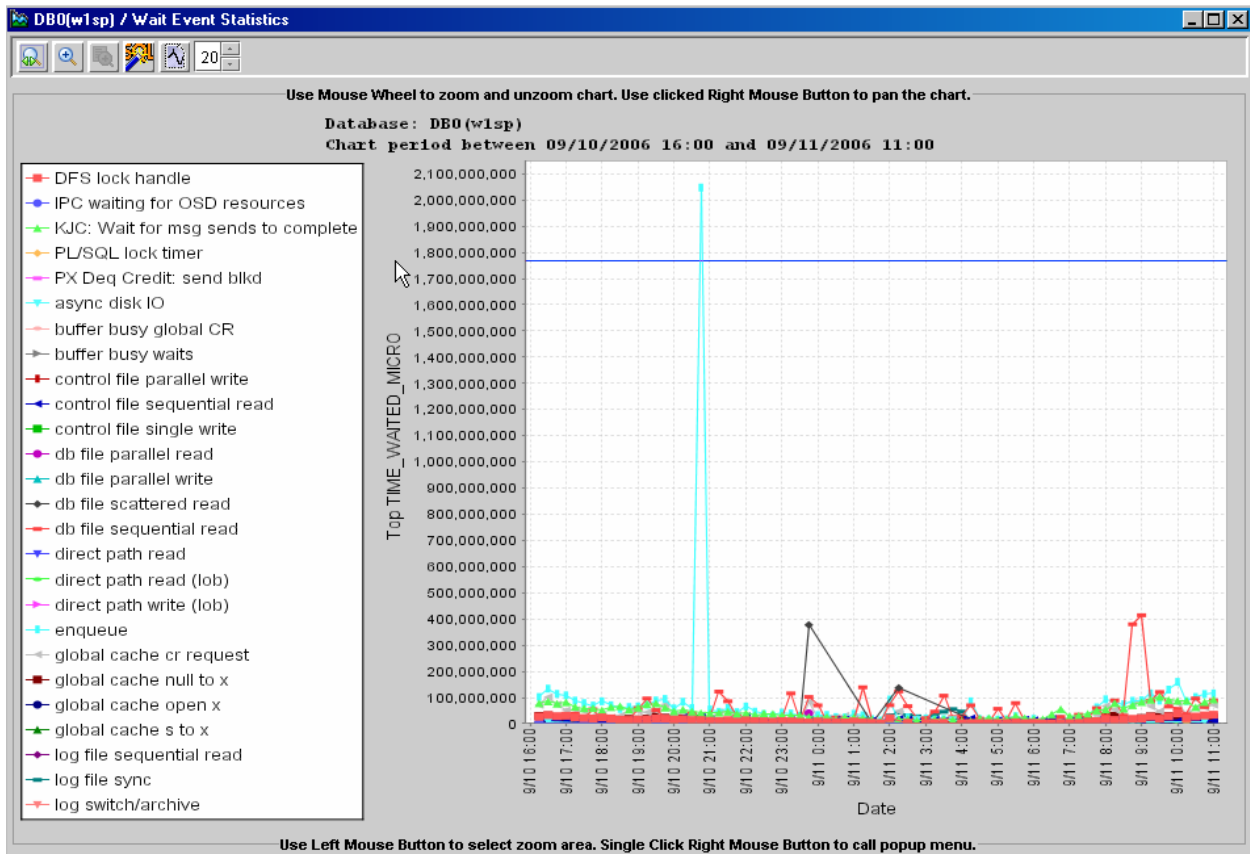 DB0(w1sp) / Wait Event Statistics
20
Use Mouse Wheel to zoom and unzoom chart. Use clicked Right Mouse Button to pan the chart.
Database: DB0(w1sp)
Chart period between 09/10/2006 16:00 and 09/11/2006 11:00
DFS lock handle
IPC waiting for OSD resources
KJC: Wait for msg sends to complete
PL/SQL lock timer
PX Deq Credit: send blkd
async disk IO
buffer busy global CR
buffer busy waits
control file parallel write
control file sequential read
control file single write
db file parallel read
db file parallel write
db file scattered read
db file sequential read
direct path read
direct path read (lob)
direct path write (lob)
enqueue
global cache cr request
global cache null to x
global cache open x
global cache s to x
log file sequential read
log file sync
log switch/archive
Top TIME_WAITED_MICRO
2,100,000,000
2,000,000,000
1,900,000,000
1,800,000,000
1,700,000,000
1,600,000,000
1,500,000,000
1,400,000,000
1,300,000,000
1,200,000,000
1,100,000,000
1,000,000,000
900,000,000
800,000,000
700,000,000
600,000,000
500,000,000
400,000,000
300,000,000
200,000,000
100,000,000
0
9/10 16:00
9/10 17:00
9/10 18:00
9/10 19:00
9/10 20:00
9/10 21:00
9/10 22:00
9/10 23:00
9/11 0:00
9/11 1:00
9/11 2:00
9/11 3:00
9/11 4:00
9/11 5:00
9/11 6:00
9/11 7:00
9/11 8:00
9/11 9:00
9/11 10:00
9/11 11:00
Date
Use Left Mouse Button to select zoom area. Single Click Right Mouse Button to call popup menu.